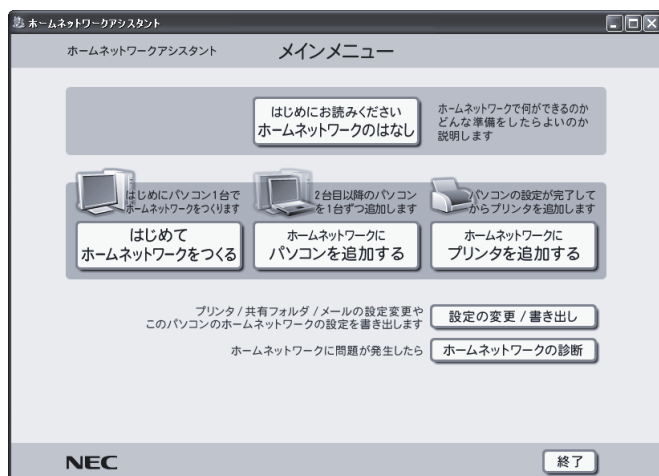 ホームネットワークアシスタント
ホームネットワークアシスタント
メインメニュー
はじめにお読みください
ホームネットワークのはなし
ホームネットワークで何ができるのか
どんな準備をしたらよいのか
説明します
はじめにパソコン1台で
ホームネットワークをつくります
はじめて
ホームネットワークをつくる
2台目以降のパソコン
を1台ずつ追加します
ホームネットワークに
パソコンを追加する
パソコンの設定が完了して
からプリンタを追加します
ホームネットワークに
プリンタを追加する
プリンタ/共有フォルダ/メールの設定変更や
このパソコンのホームネットワークの設定を書き出します
設定の変更/書き出し
ホームネットワークに問題が発生したら
ホームネットワークの診断
NEC
終了